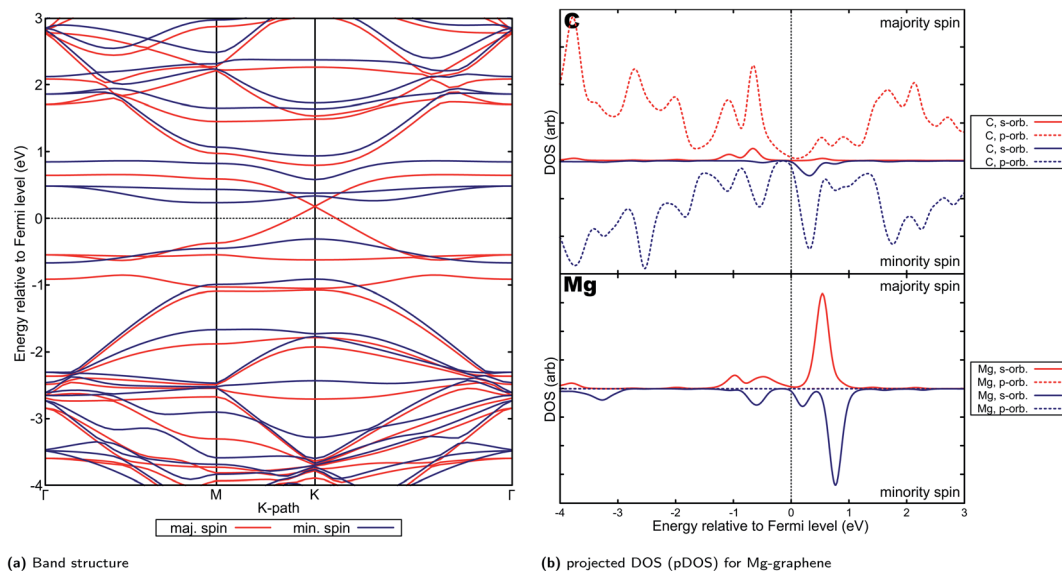 3
2
1
0
-1
-2
-3
-4
Energy relative to Fermi level (eV)
Γ
M
K
Γ
K-path
maj. spin
min. spin
(a) Band structure
C
majority spin
DOS (arb)
minority spin
C, s-orb.
C, p-orb.
C, s-orb.
C, p-orb.
Mg
majority spin
DOS (arb)
minority spin
Mg, s-orb.
Mg, p-orb.
Mg, s-orb.
Mg, p-orb.
-4 -3 -2 -1 0 1 2 3
Energy relative to Fermi level (eV)
(b) projected DOS (pDOS) for Mg-graphene